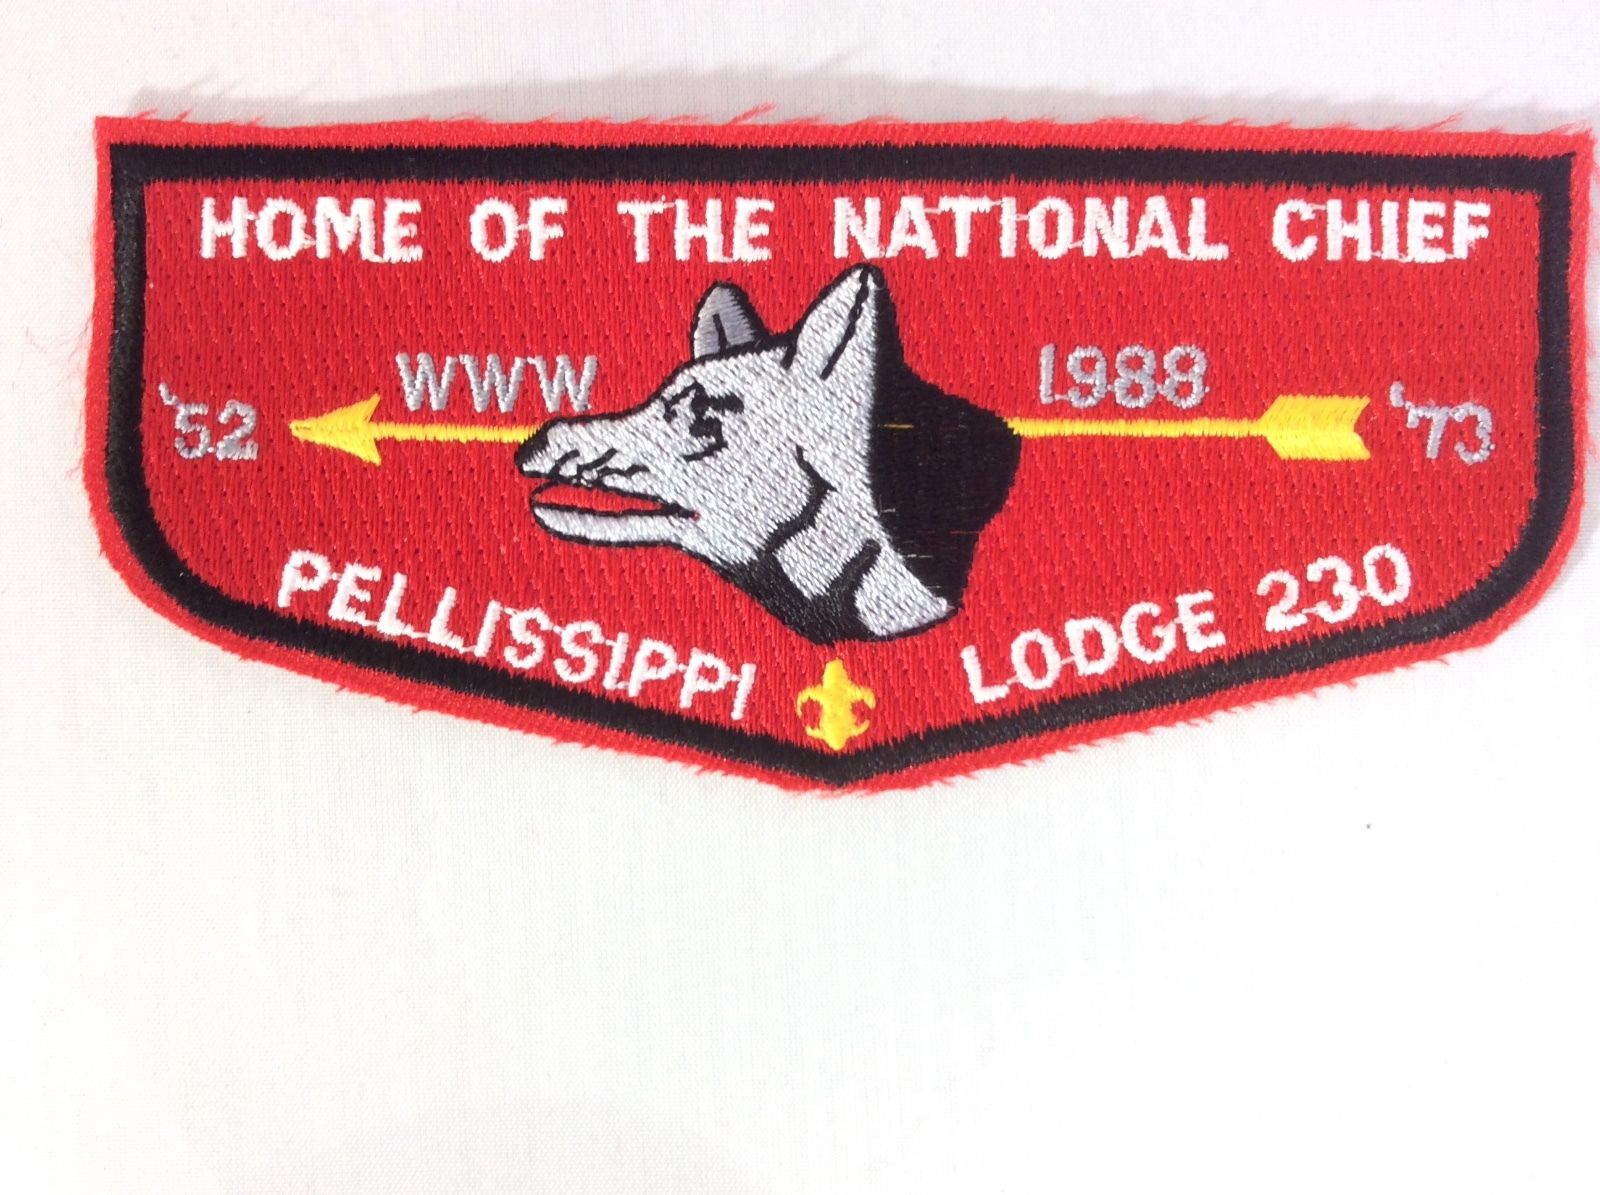 HOME OF THE NATIONAL CHIEF
WWW 1988
'52 '73
PELLISSIPPI LODGE 230